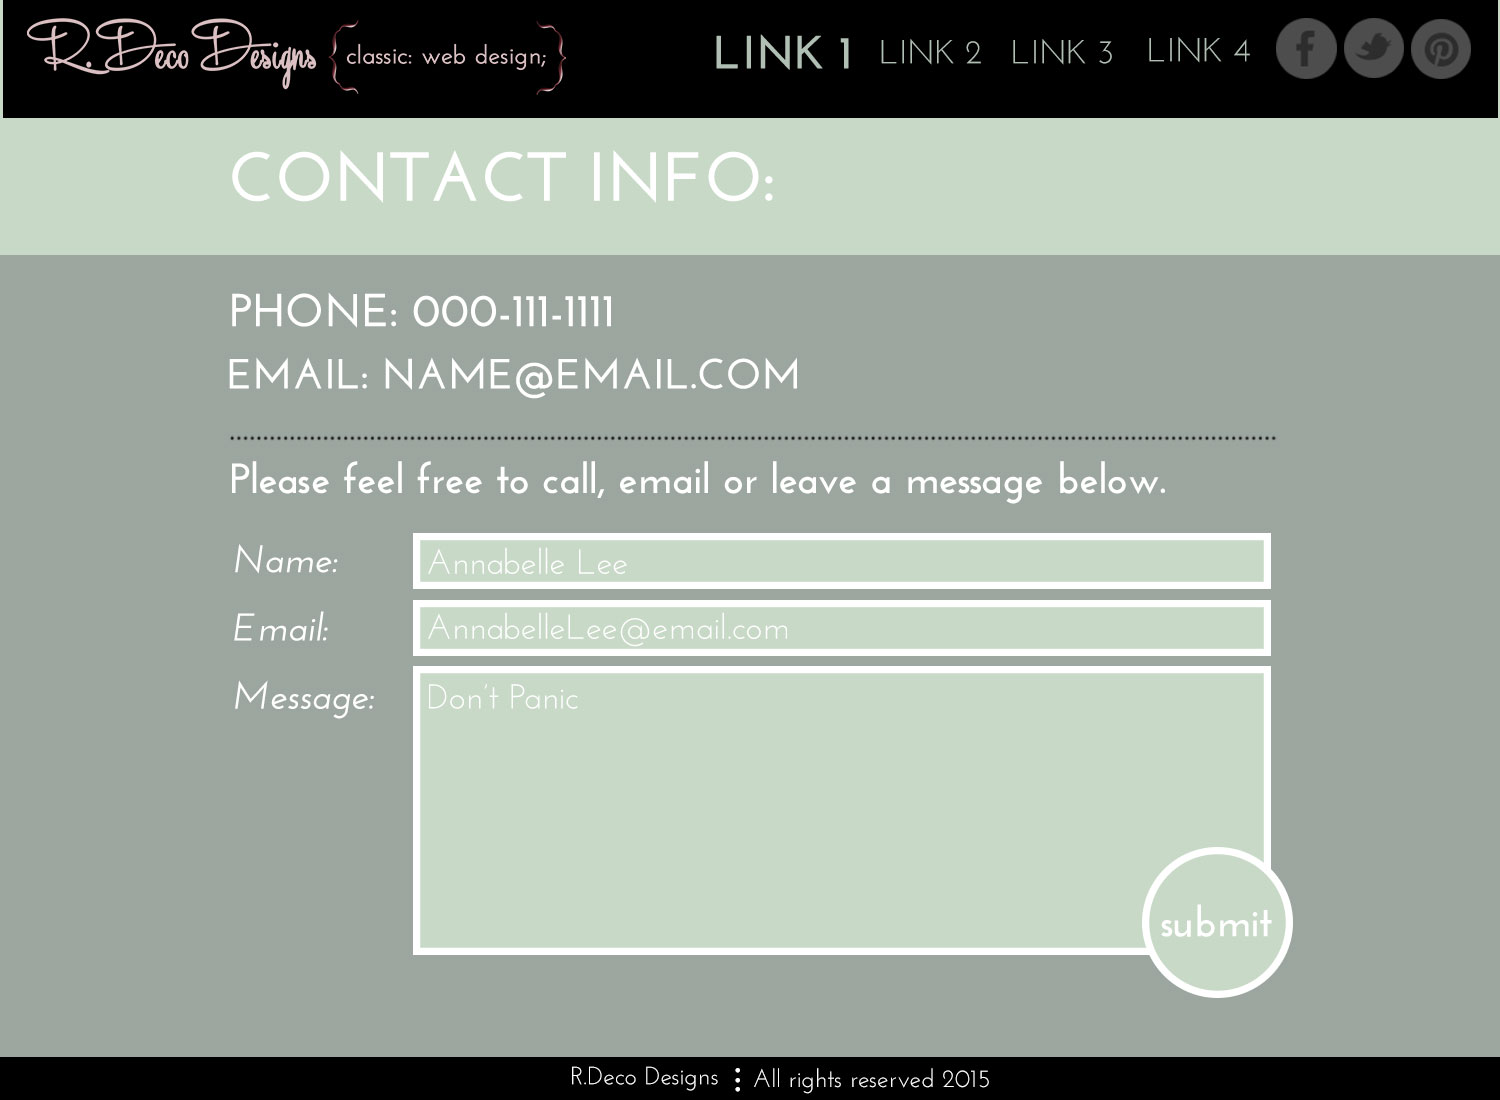 R.Deco Designs {classic: web design;}
LINK 1 LINK 2 LINK 3 LINK 4
CONTACT INFO:
PHONE: 000-111-1111
EMAIL: NAME@EMAIL.COM
Please feel free to call, email or leave a message below.
Name: Annabelle Lee
Email: AnnabelleLee@email.com
Message: Don't Panic
submit
R.Deco Designs ⋮ All rights reserved 2015